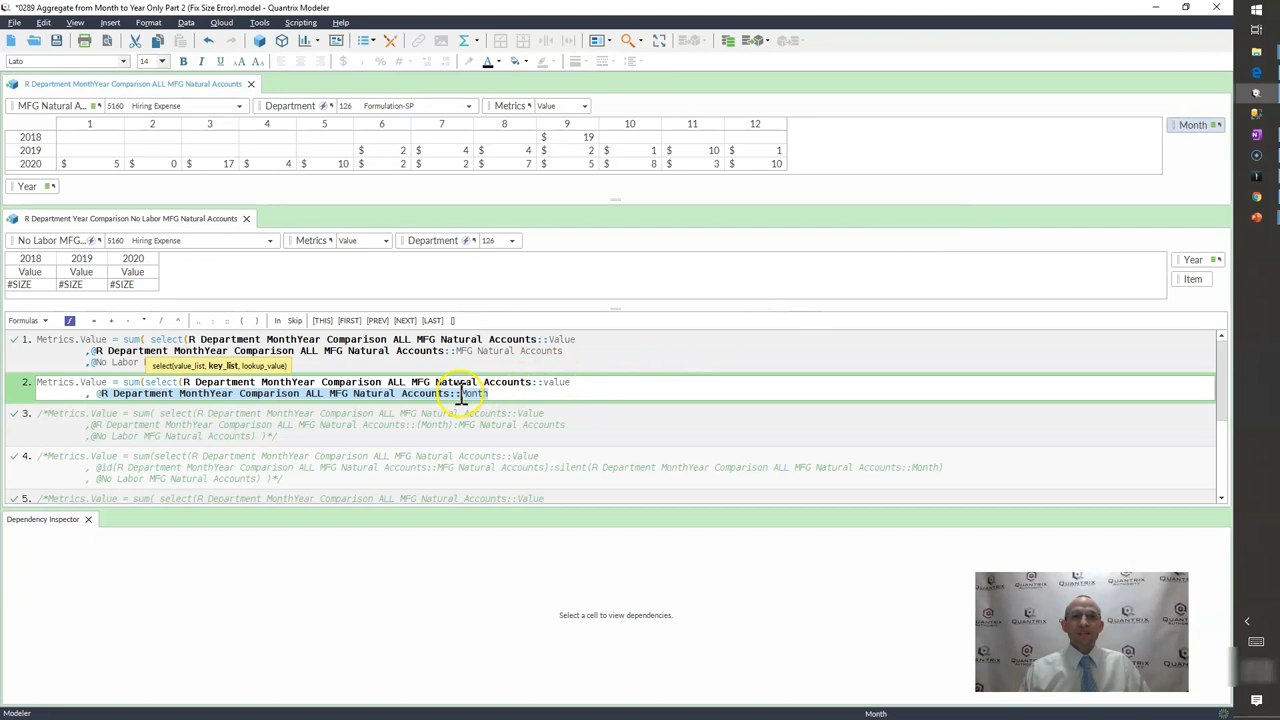 *0289 Aggregate from Month to Year Only Part 2 (Fix Size Error).model - Quantrix Modeler
File Edit View Insert Format Data Qloud Tools Scripting Help
Lato 14
R Department MonthYear Comparison ALL MFG Natural Accounts
MFG Natural A... 5160 Hiring Expense Department 126 Formulation-SP Metrics Value
1 2 3 4 5 6 7 8 9 10 11 12
Month
2018 $ 19
2019 $ 2 $ 4 $ 4 $ 2 $ 1 $ 10 $ 1
2020 $ 5 $ 0 $ 17 $ 4 $ 10 $ 2 $ 2 $ 7 $ 5 $ 8 $ 3 $ 10
Year
R Department Year Comparison No Labor MFG Natural Accounts
No Labor MFG... 5160 Hiring Expense Metrics Value Department 126
2018 2019 2020
Year
Value Value Value
Item
#SIZE #SIZE #SIZE
Formulas f = + - * / ^ .. : :: { } In Skip [THIS] [FIRST] [PREV] [NEXT] [LAST] []
1. Metrics.Value = sum( select(R Department MonthYear Comparison ALL MFG Natural Accounts::Value
,@R Department MonthYear Comparison ALL MFG Natural Accounts::MFG Natural Accounts
,@No Labor
select(value_list, key_list, lookup_value)
2. Metrics.Value = sum(select(R Department MonthYear Comparison ALL MFG Natural Accounts::value
, @R Department MonthYear Comparison ALL MFG Natural Accounts::Month
3. /*Metrics.Value = sum( select(R Department MonthYear Comparison ALL MFG Natural Accounts::Value
,@R Department MonthYear Comparison ALL MFG Natural Accounts::(Month):MFG Natural Accounts
,@No Labor MFG Natural Accounts) )*/
4. /*Metrics.Value = sum(select(R Department MonthYear Comparison ALL MFG Natural Accounts::Value
, @id(R Department MonthYear Comparison ALL MFG Natural Accounts::MFG Natural Accounts):silent(R Department MonthYear Comparison ALL MFG Natural Accounts::Month)
, @No Labor MFG Natural Accounts) )*/
5. /*Metrics.Value = sum( select(R Department MonthYear Comparison ALL MFG Natural Accounts::Value
Dependency Inspector
Select a cell to view dependencies.
Modeler Month